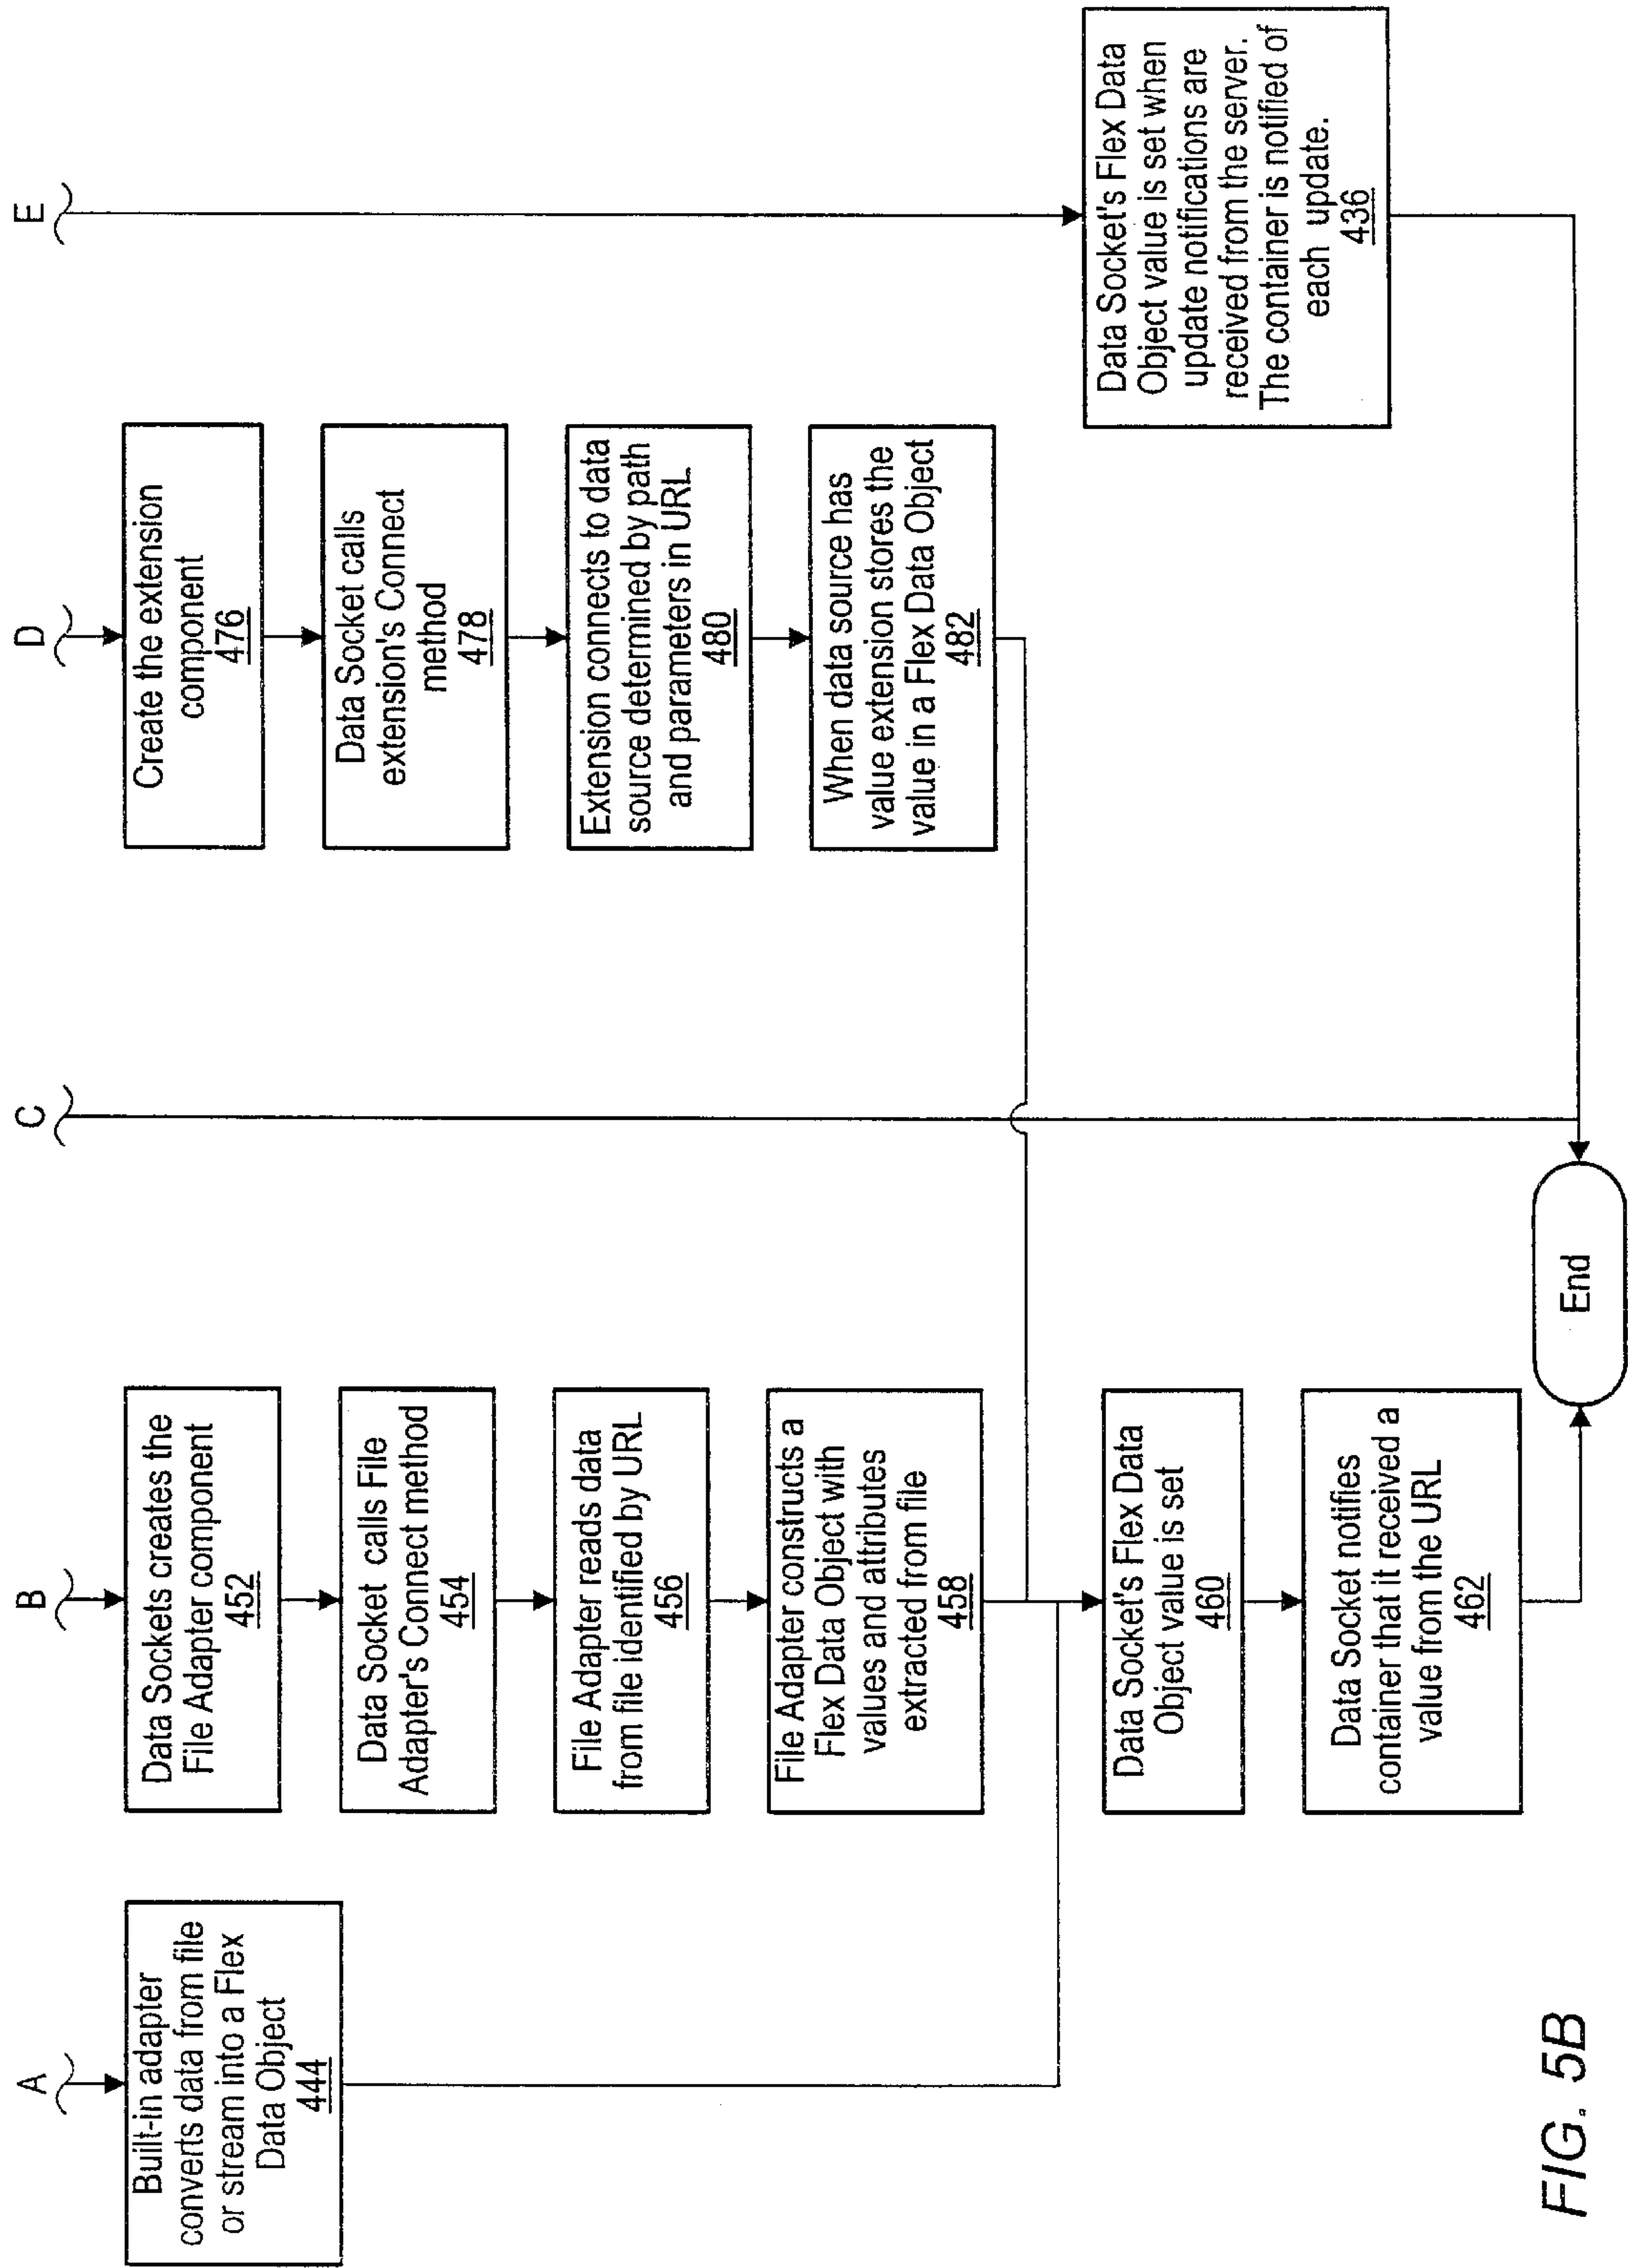 A
B
C
D
E
Built-in adapter
converts data from file
or stream into a Flex
Data Object
444
Data Sockets creates the
File Adapter component
452
Data Socket calls File
Adapter's Connect method
454
File Adapter reads data
from file identified by URL
456
File Adapter constructs a
Flex Data Object with
values and attributes
extracted from file
458
Data Socket's Flex Data
Object value is set
460
Data Socket notifies
container that it received a
value from the URL
462
End
Create the extension
component
476
Data Socket calls
extension's Connect
method
478
Extension connects to data
source determined by path
and parameters in URL
480
When data source has
value extension stores the
value in a Flex Data Object
482
Data Socket's Flex Data
Object value is set when
update notifications are
received from the server.
The container is notified of
each update.
436
FIG. 5B